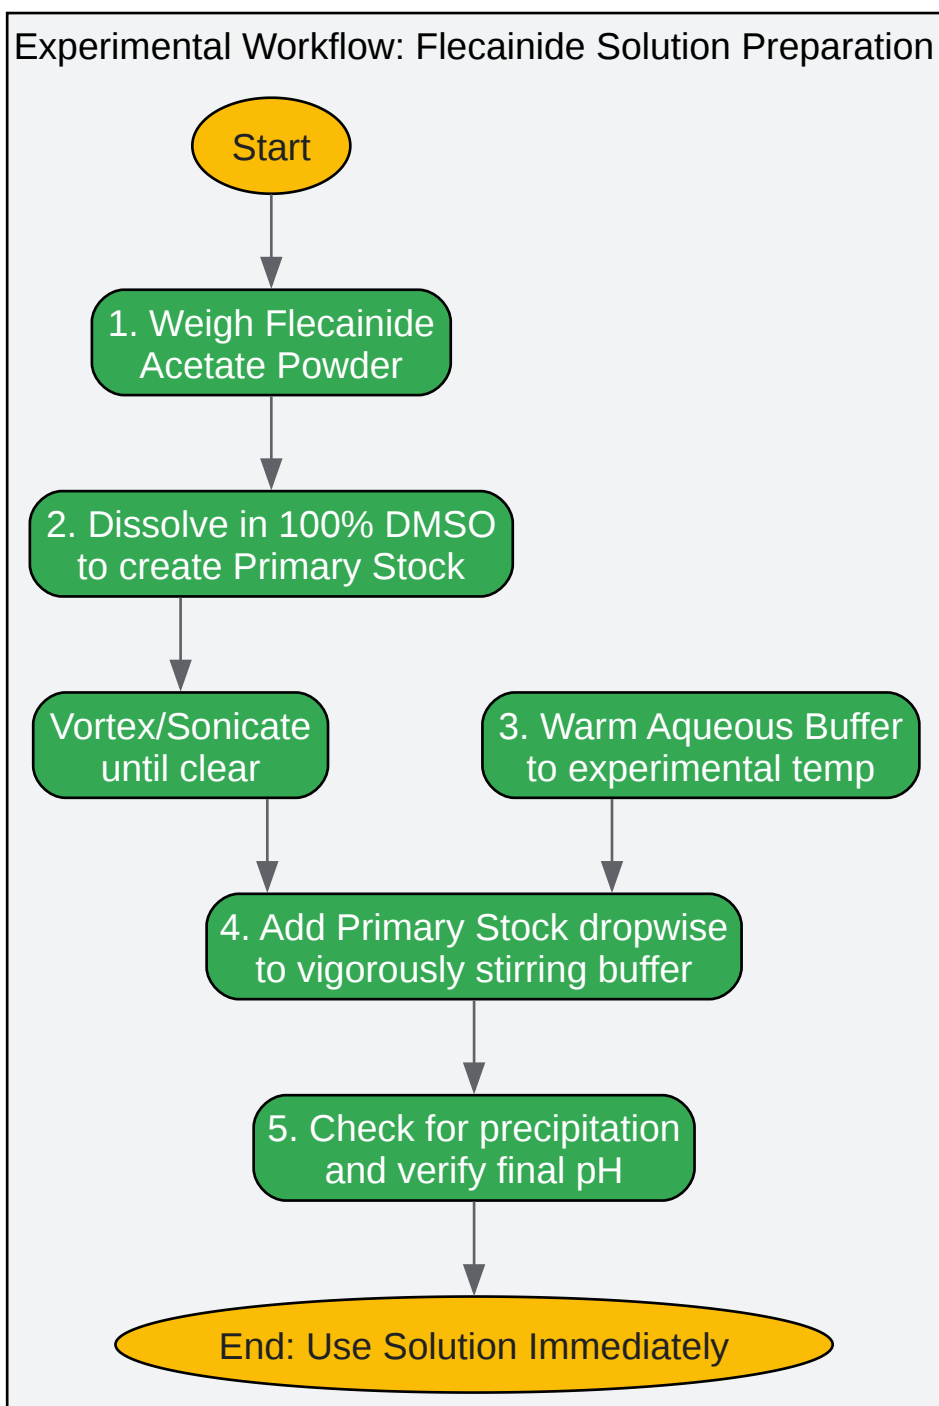 Experimental Workflow: Flecainide Solution Preparation
Start
1. Weigh Flecainide
Acetate Powder
2. Dissolve in 100% DMSO
to create Primary Stock
Vortex/Sonicate
until clear
3. Warm Aqueous Buffer
to experimental temp
4. Add Primary Stock dropwise
to vigorously stirring buffer
5. Check for precipitation
and verify final pH
End: Use Solution Immediately